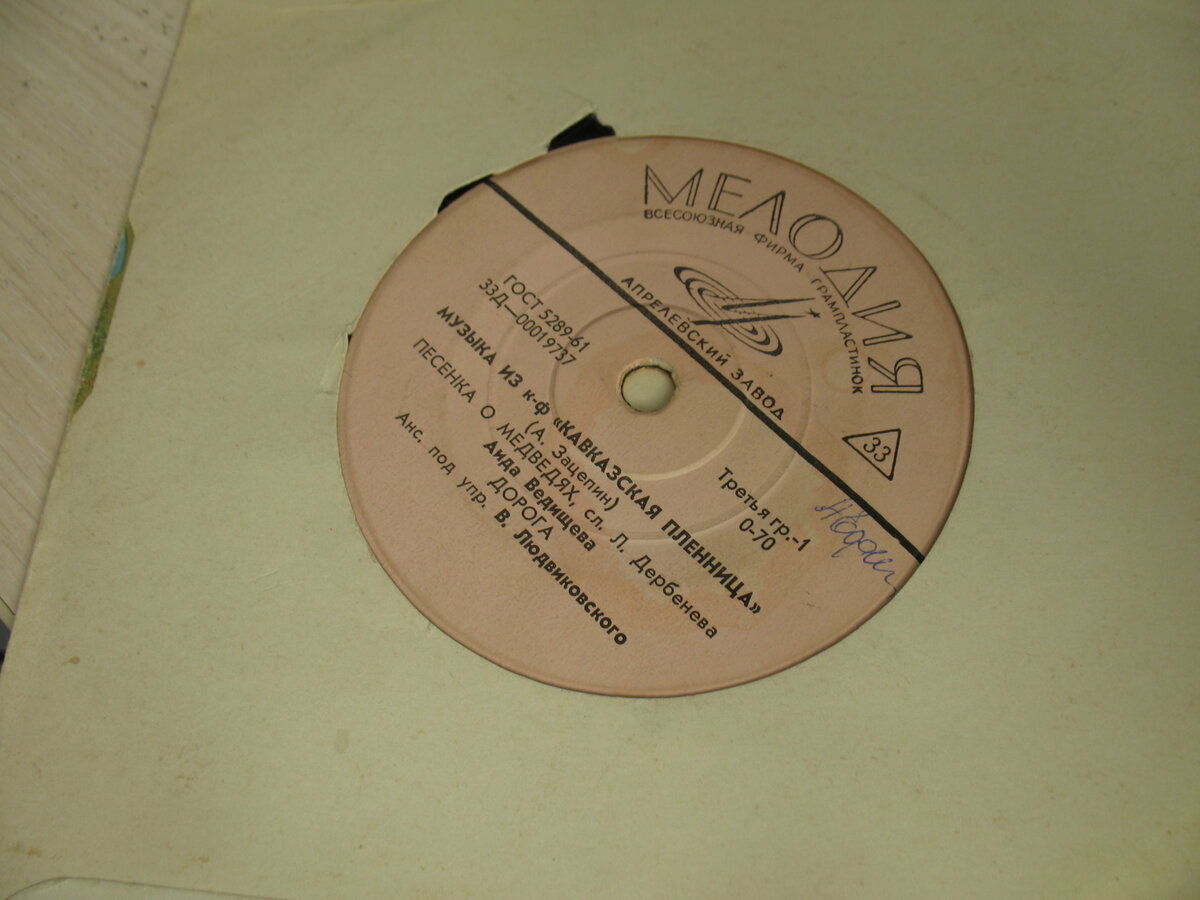 МЕЛОДИЯ
ВСЕСОЮЗНАЯ ФИРМА ГРАМПЛАСТИНОК
АПРЕЛЕВСКИЙ ЗАВОД
33
ГОСТ 5289-61
33Д—00019737
Третья гр.-1
0-70
МУЗЫКА ИЗ к-ф «КАВКАЗСКАЯ ПЛЕННИЦА»
(А. Зацепин)
ПЕСЕНКА О МЕДВЕДЯХ, сл. Л. Дербенева
Аида Ведищева
ДОРОГА
Анс. под упр. В. Людвиковского